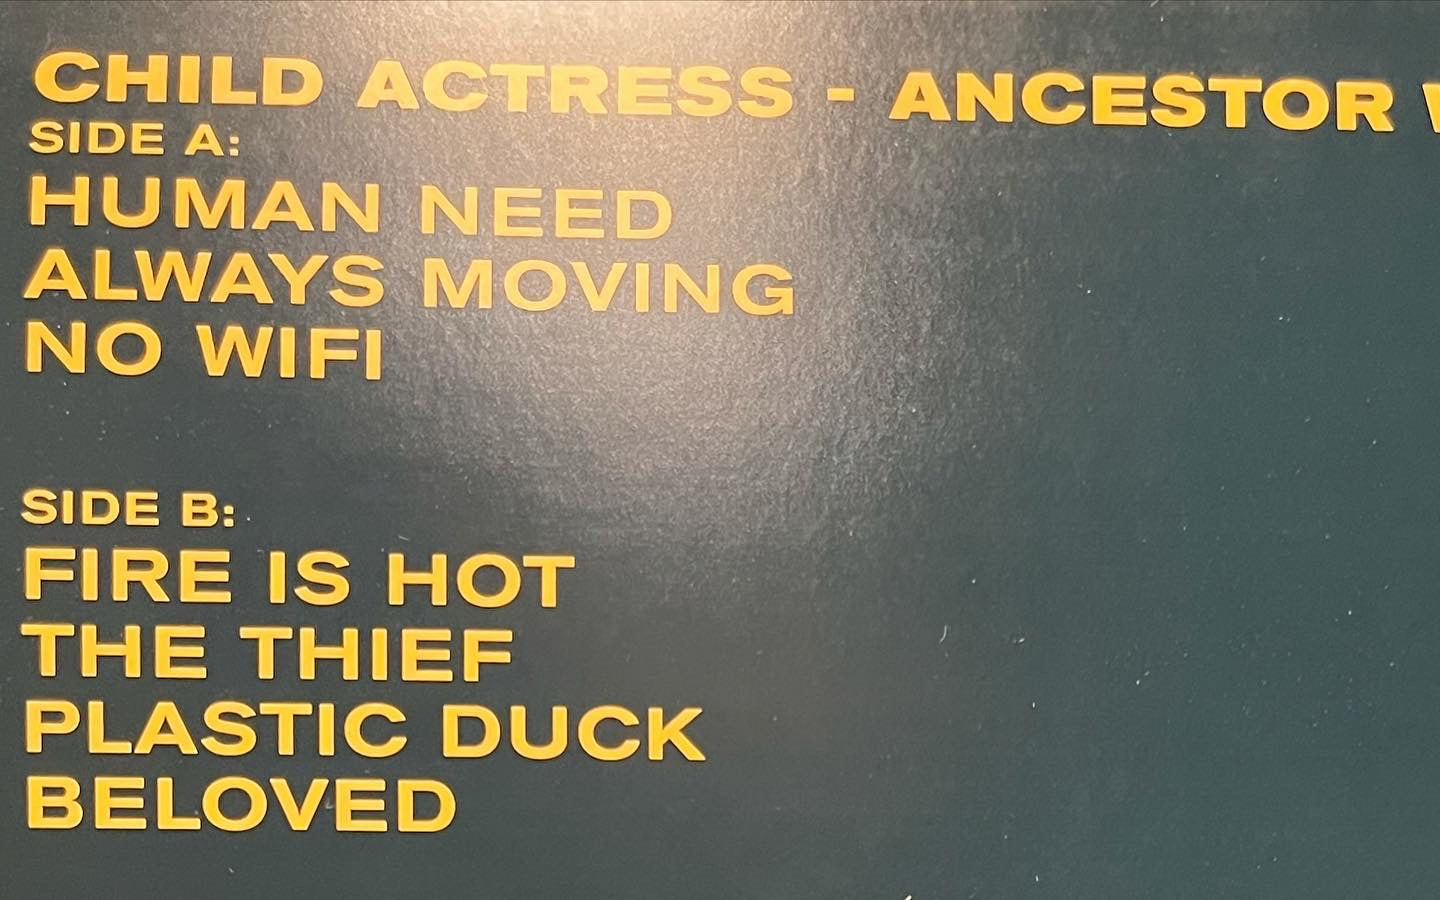 CHILD ACTRESS - ANCESTOR
SIDE A:
HUMAN NEED
ALWAYS MOVING
NO WIFI
SIDE B:
FIRE IS HOT
THE THIEF
PLASTIC DUCK
BELOVED